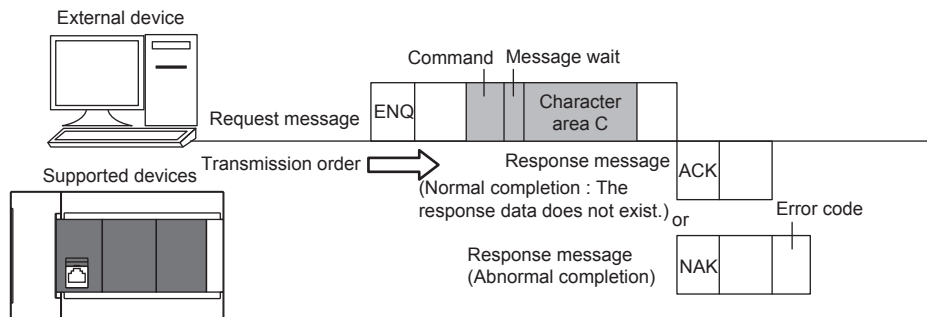 External device
Command
Message wait
Request message
ENQ
Character
area C
Transmission order
Response message
(Normal completion : The
response data does not exist.)
ACK
Supported devices
or
Error code
Response message
(Abnormal completion)
NAK